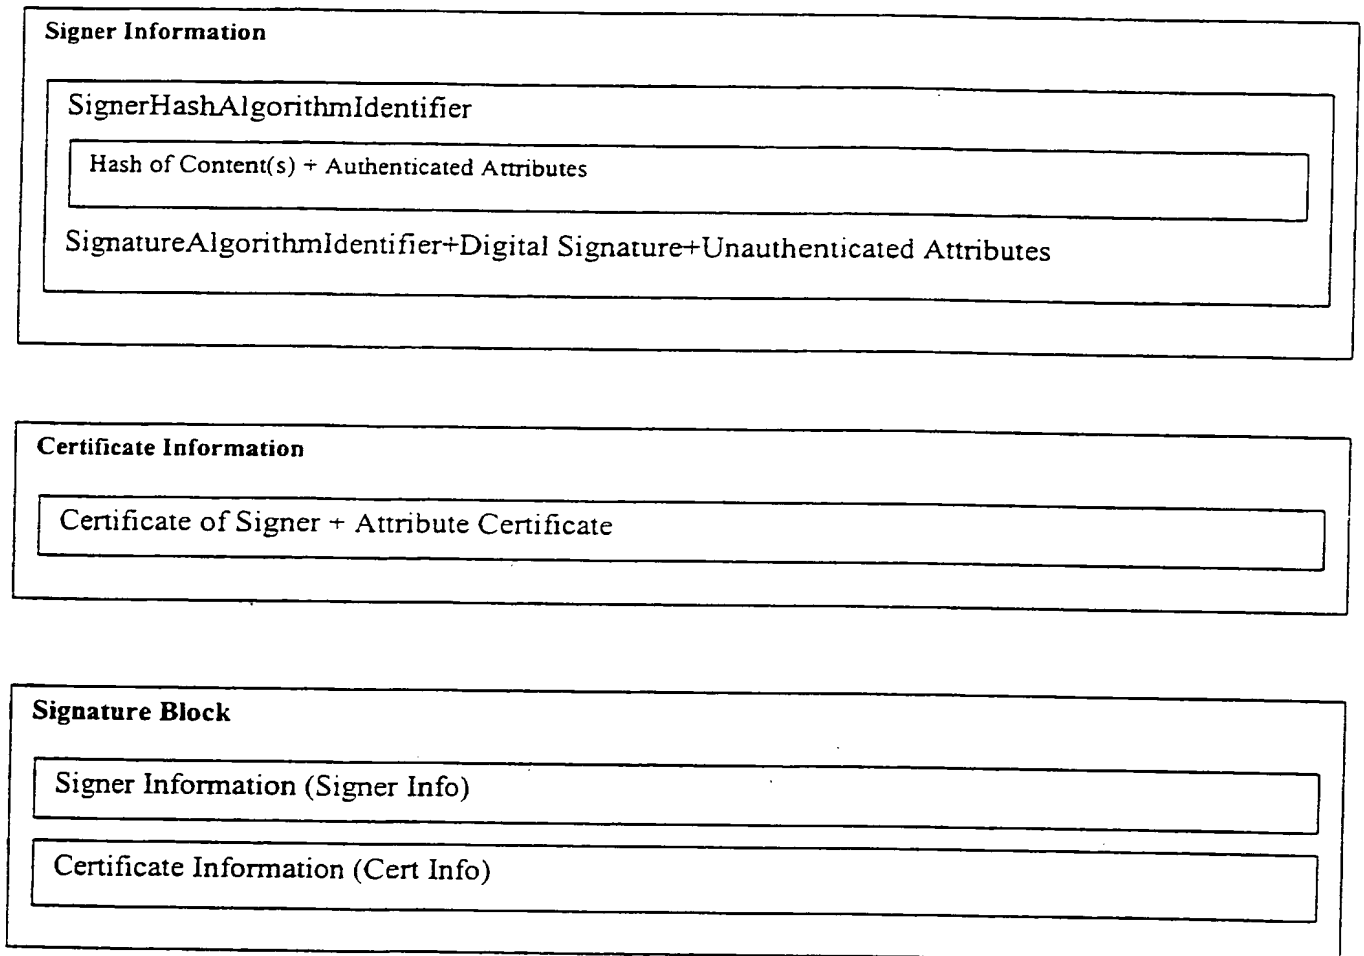 Signer Information
SignerHashAlgorithmIdentifier
Hash of Content(s) + Authenticated Attributes
SignatureAlgorithmIdentifier+Digital Signature+Unauthenticated Attributes
Certificate Information
Certificate of Signer + Attribute Certificate
Signature Block
Signer Information (Signer Info)
Certificate Information (Cert Info)